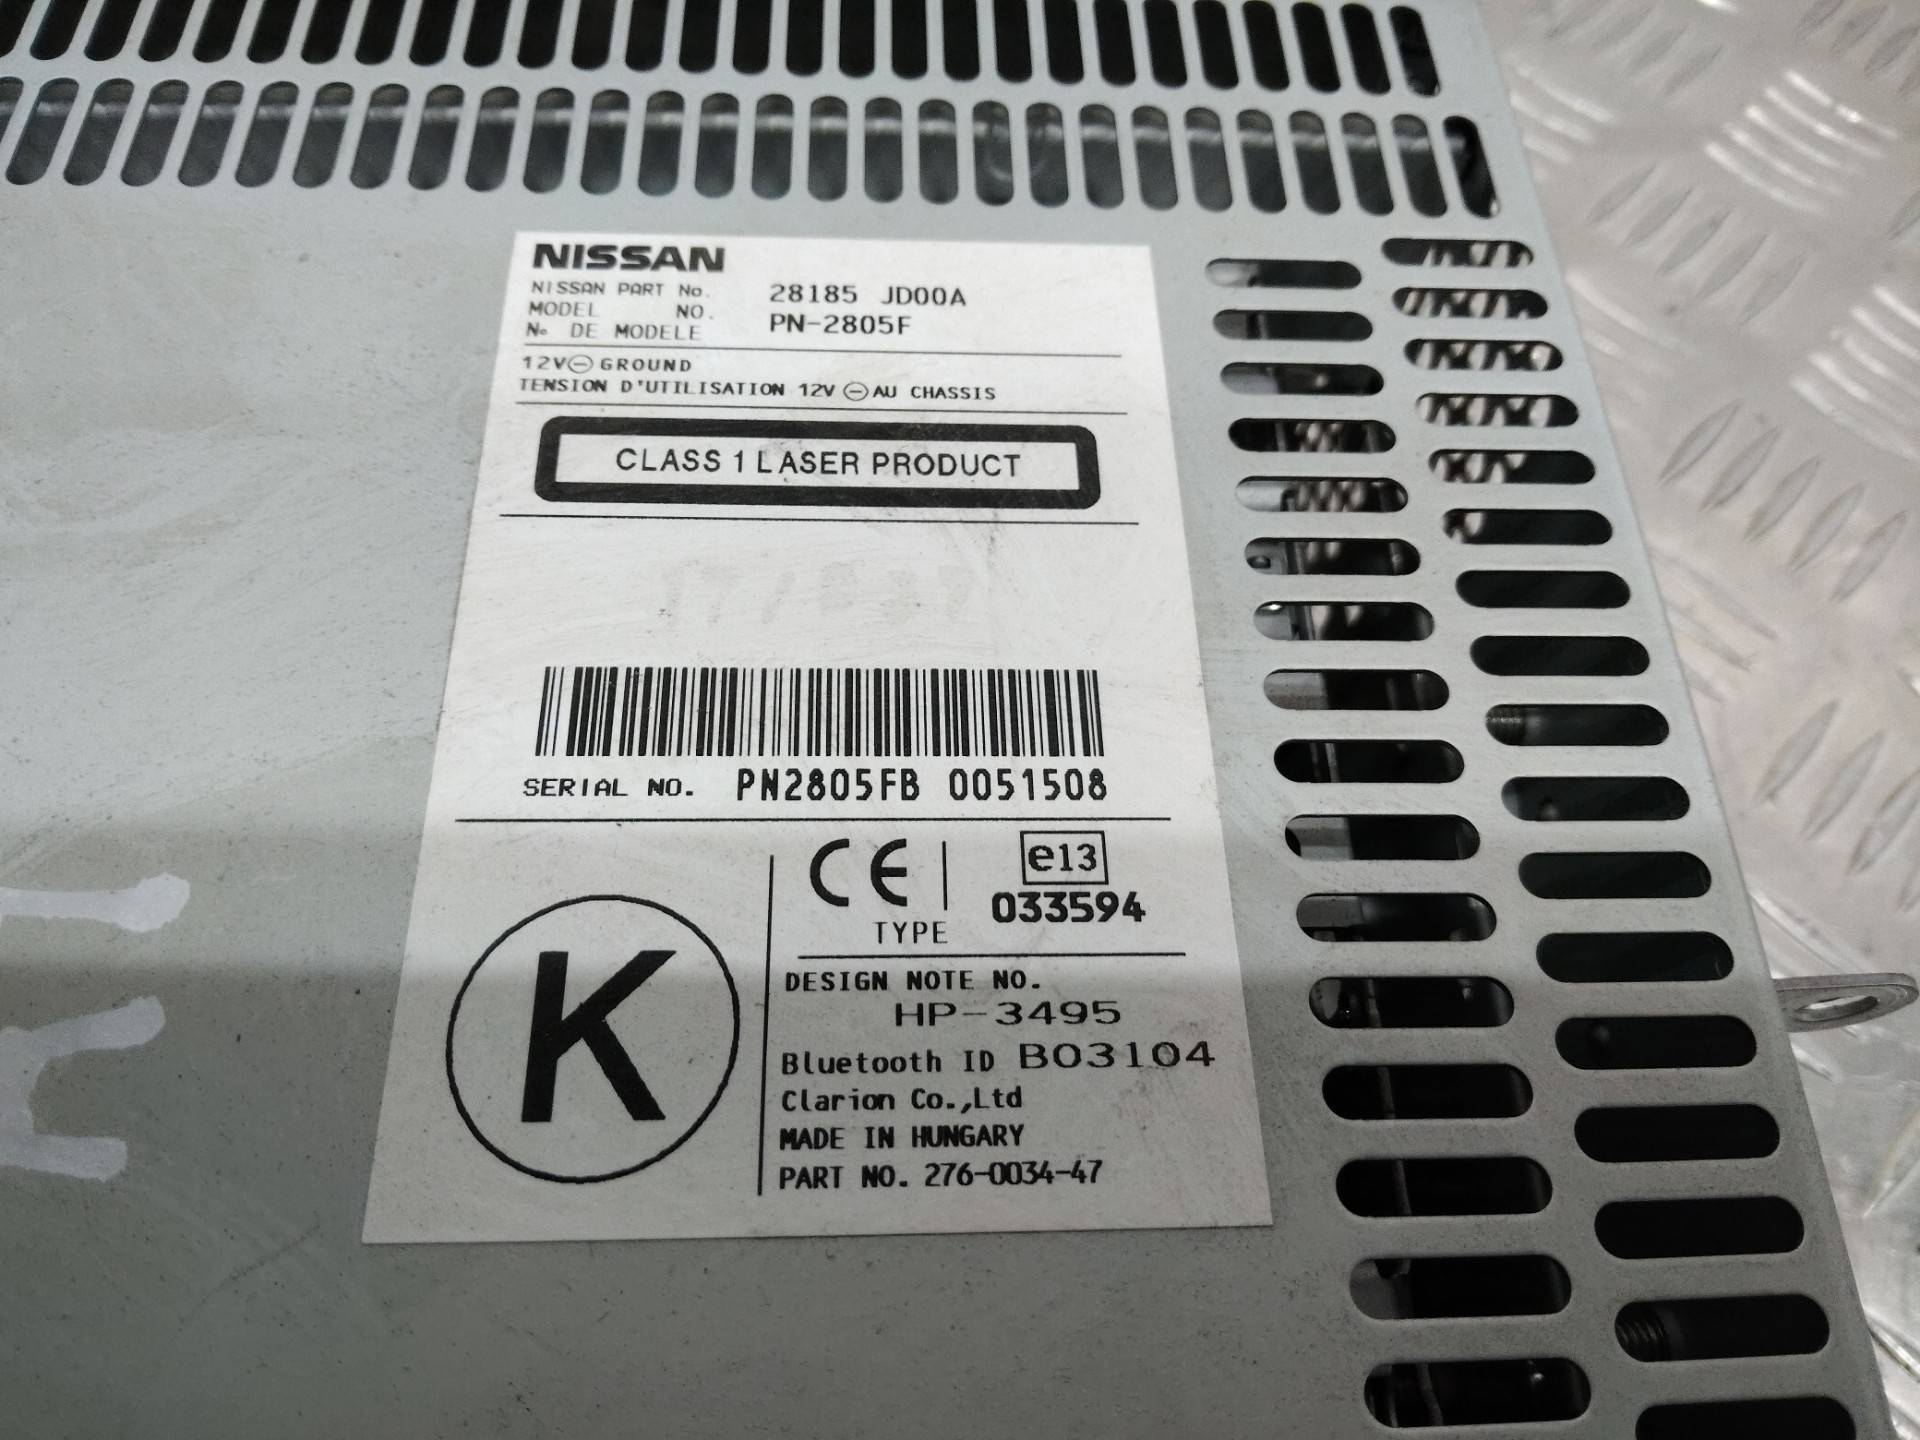 NISSAN
NISSAN PART No. 28185 JD00A
MODEL NO. PN-2805F
No DE MODELE
12V⊖GROUND
TENSION D'UTILISATION 12V ⊖ AU CHASSIS
CLASS 1 LASER PRODUCT
SERIAL NO. PN2805FB 0051508
CE e13
TYPE 033594
K
DESIGN NOTE NO.
HP-3495
Bluetooth ID B03104
Clarion Co.,Ltd
MADE IN HUNGARY
PART NO. 276-0034-47